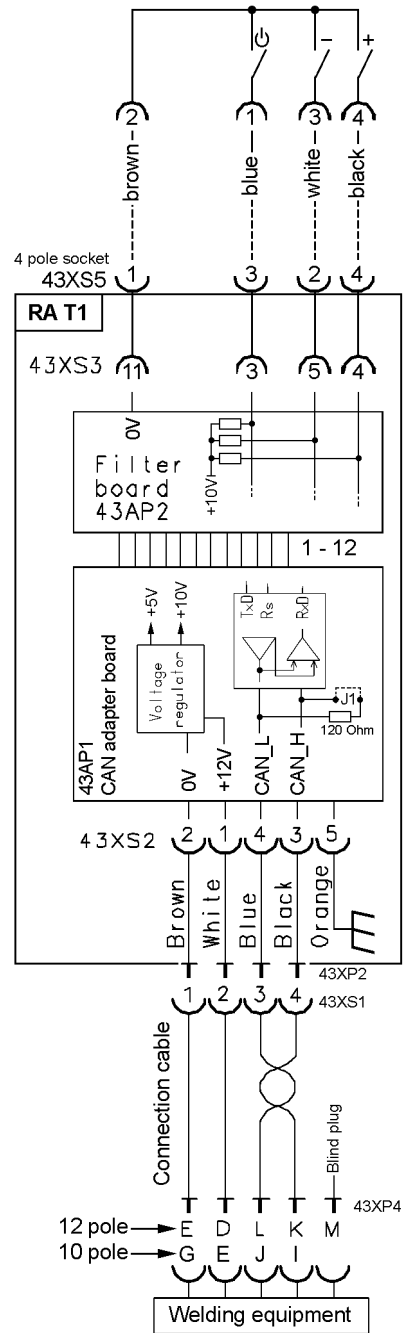 ⏻ − +
2 1 3 4
brown blue white black
4 pole socket
43XS5 1 3 2 4
RA T1
43XS3 11 3 5 4
0V
+10V
Filter
board
43AP2
1 - 12
+5V +10V
TxD Rs RxD
Voltage
regulator
J1
120 Ohm
43AP1
CAN adapter board
0V +12V CAN_L CAN_H
43XS2 2 1 4 3 5
Brown White Blue Black Orange
43XP2
1 2 3 4 43XS1
Connection cable
Blind plug
43XP4
12 pole E D L K M
10 pole G E J I
Welding equipment